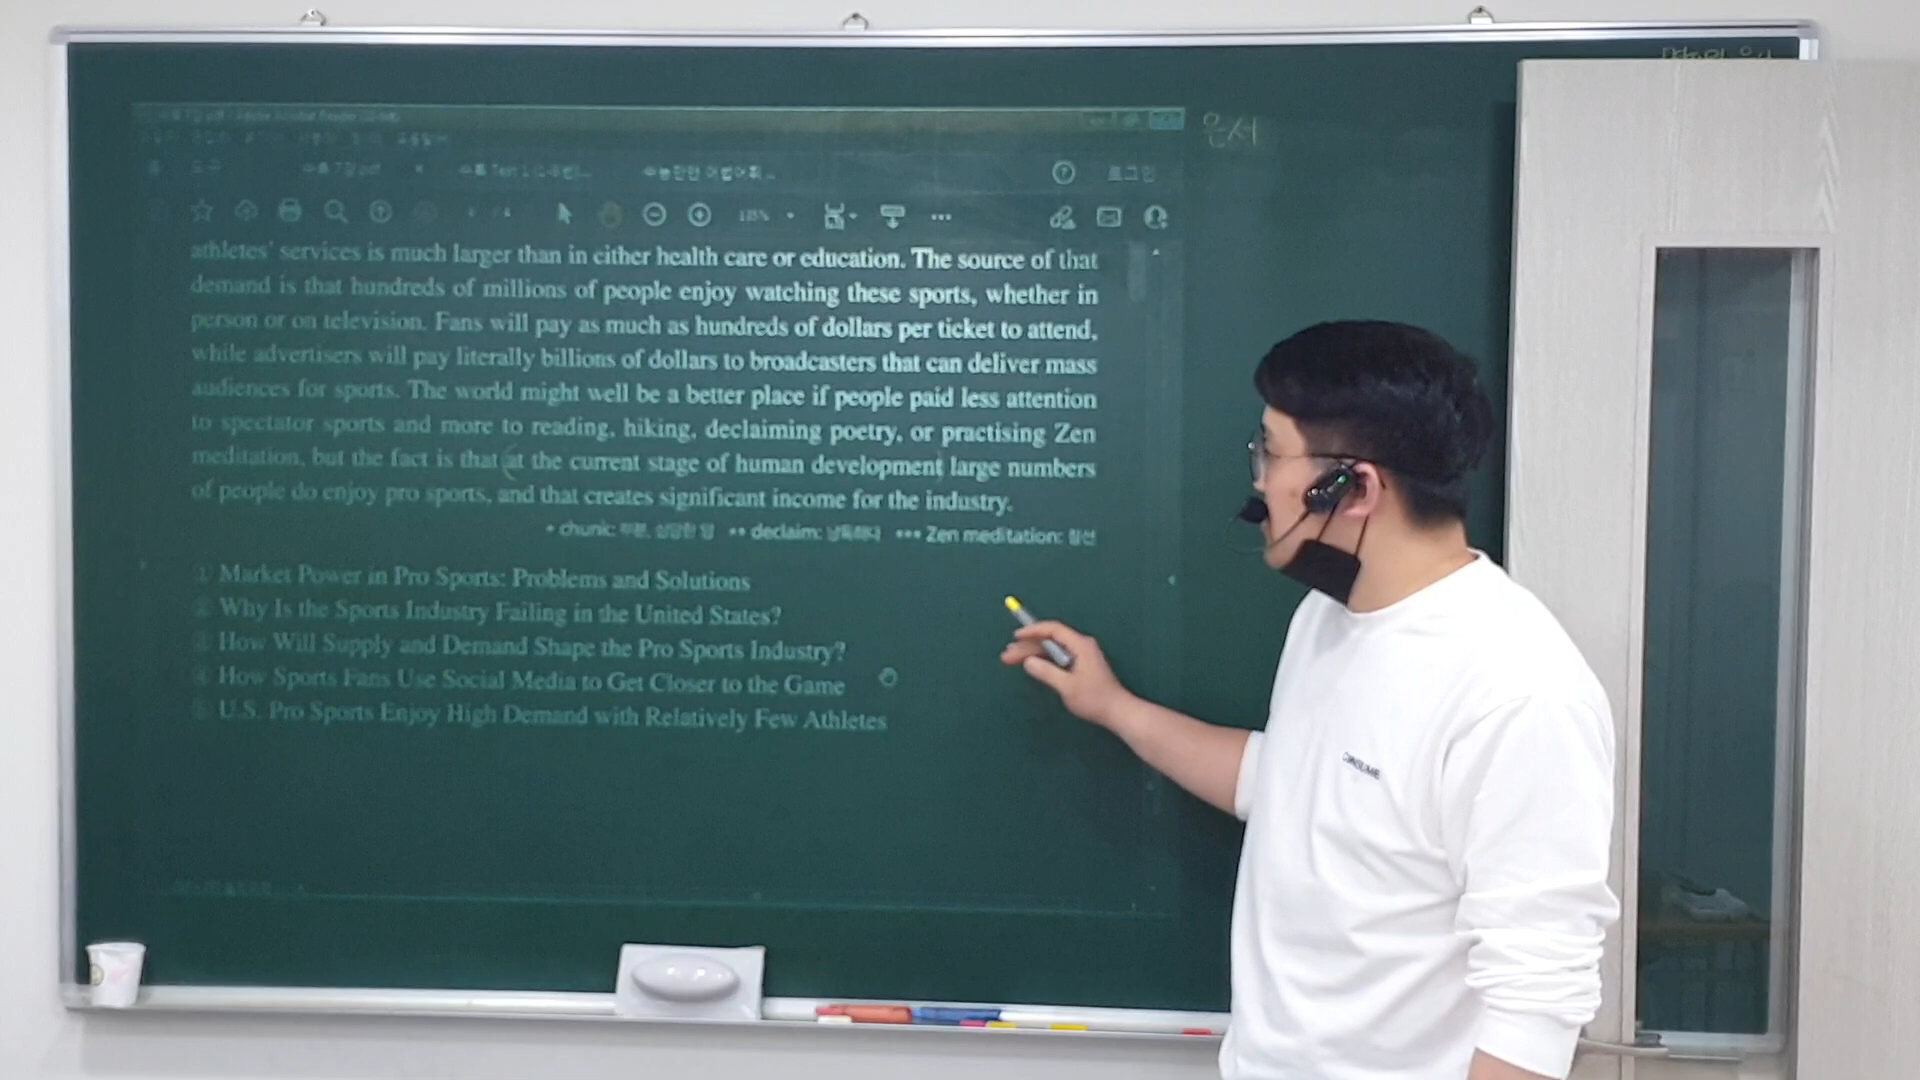 은서
로그인
athletes' services is much larger than in either health care or education. The source of that
demand is that hundreds of millions of people enjoy watching these sports, whether in
person or on television. Fans will pay as much as hundreds of dollars per ticket to attend,
while advertisers will pay literally billions of dollars to broadcasters that can deliver mass
audiences for sports. The world might well be a better place if people paid less attention
to spectator sports and more to reading, hiking, declaiming poetry, or practising Zen
meditation, but the fact is that (at the current stage of human development) large numbers
of people do enjoy pro sports, and that creates significant income for the industry.
* chunk: 부분, 상당한 양 ** declaim: 낭독하다 *** Zen meditation: 참선
① Market Power in Pro Sports: Problems and Solutions
② Why Is the Sports Industry Failing in the United States?
③ How Will Supply and Demand Shape the Pro Sports Industry?
④ How Sports Fans Use Social Media to Get Closer to the Game
⑤ U.S. Pro Sports Enjoy High Demand with Relatively Few Athletes
CONSUME